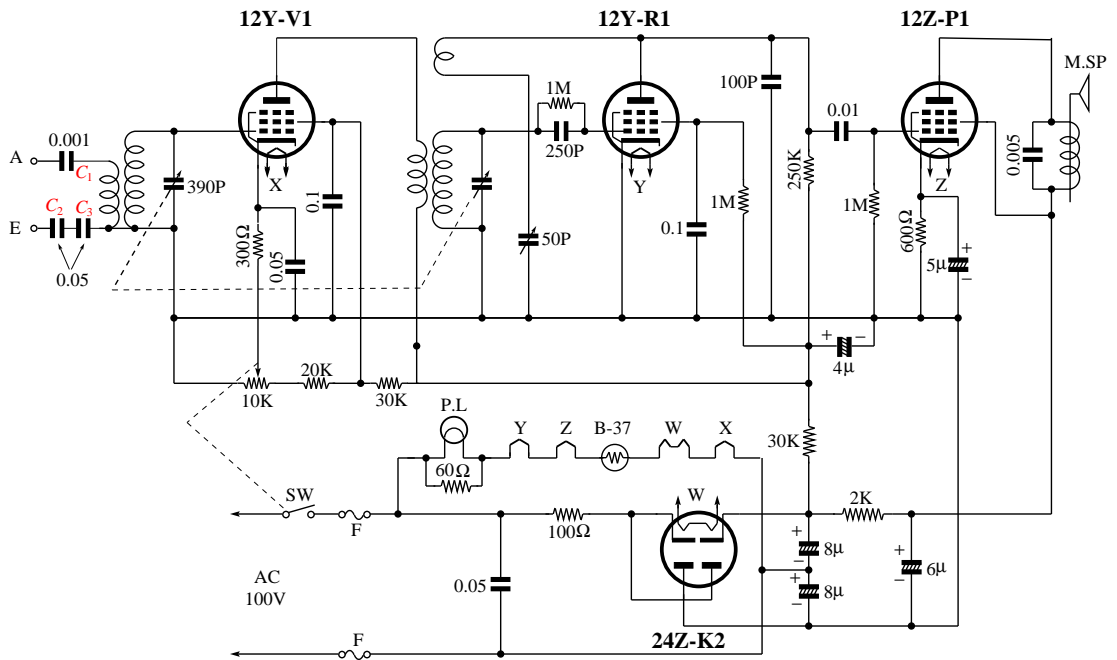 12Y-V1 12Y-R1 12Z-P1
M.SP
100P
1M
0.01
0.001
A
C1
250P
0.005
250K
X
Y
Z
390P
C2 C3
1M
1M
0.1
E
600Ω
0.1
300Ω
50P
0.05
5μ + −
0.05
+ −
4μ
20K
10K
30K
P.L
Y Z B-37 W X
30K
60Ω
SW
W
2K
F
100Ω
+ 8μ −
+ 6μ −
AC
100V
0.05
+ 8μ −
F
24Z-K2